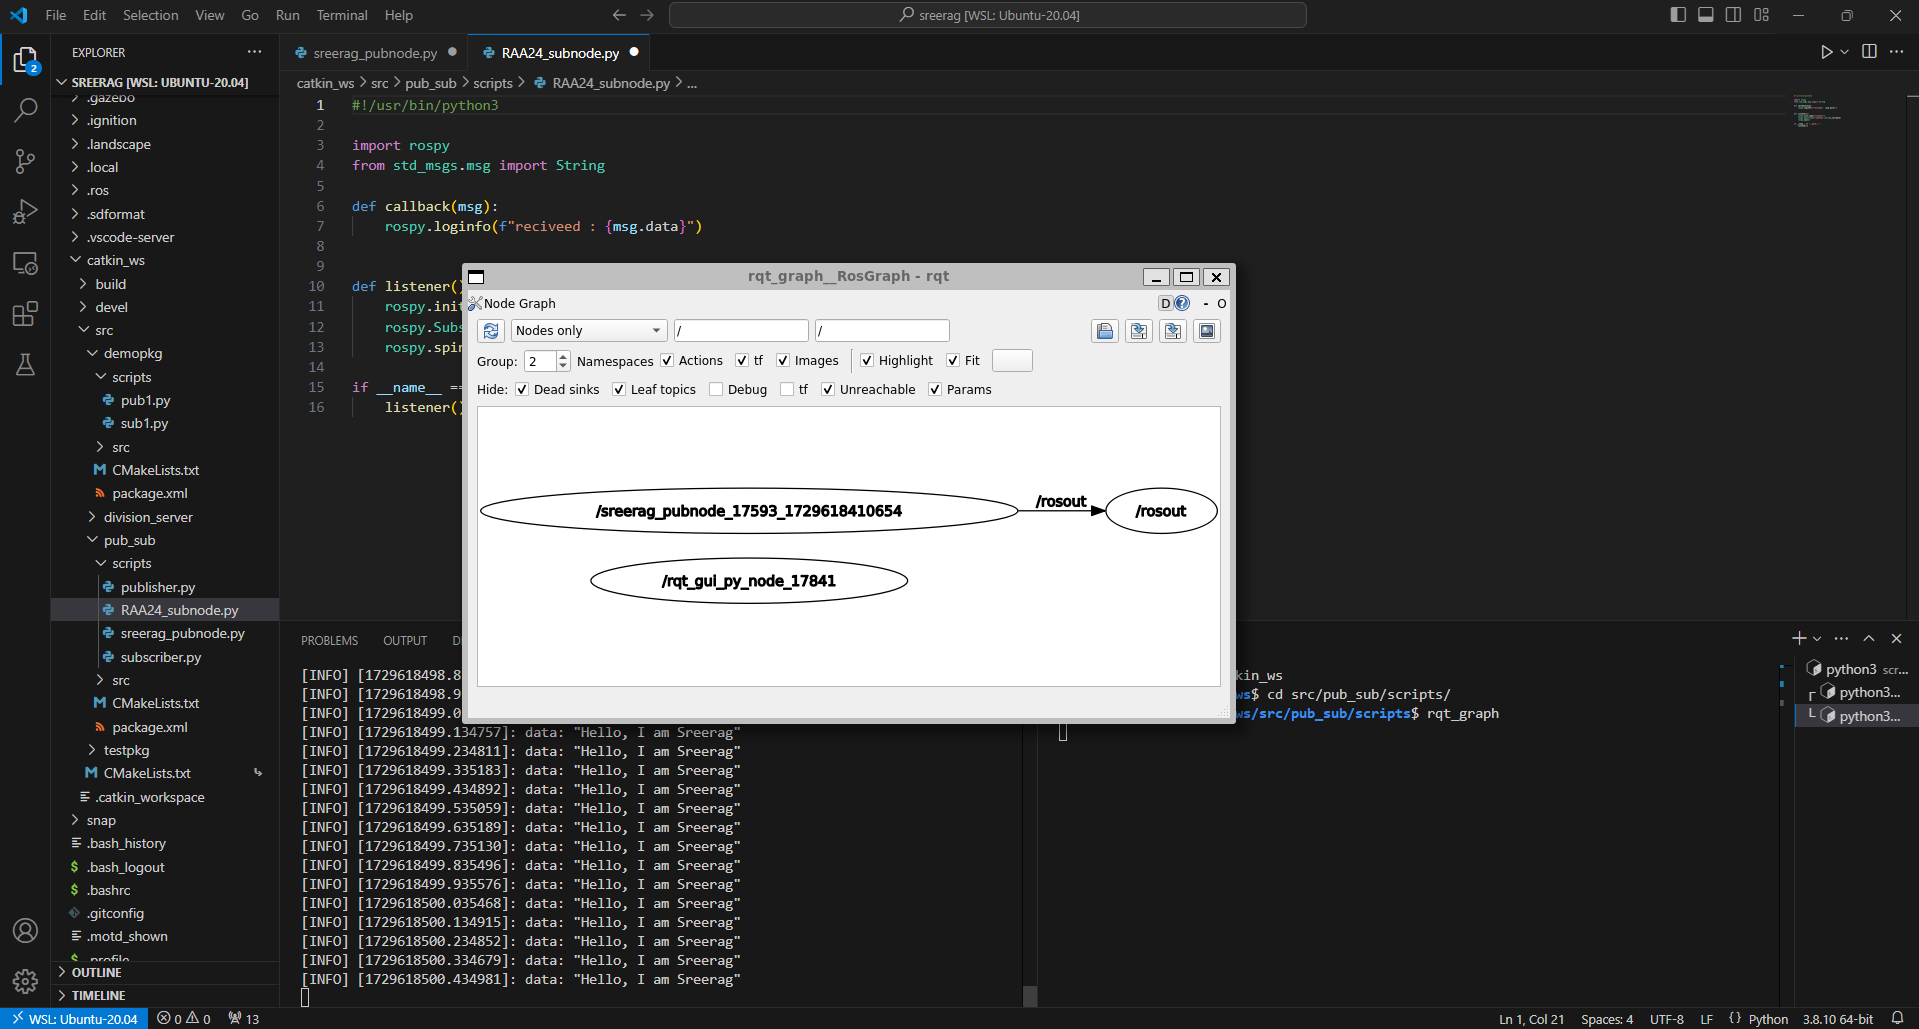 File Edit Selection View Go Run Terminal Help
sreerag [WSL: Ubuntu-20.04]
EXPLORER
SREERAG [WSL: UBUNTU-20.04]
.gazebo
.ignition
.landscape
.local
.ros
.sdformat
.vscode-server
catkin_ws
build
devel
src
demopkg
scripts
pub1.py
sub1.py
src
CMakeLists.txt
package.xml
division_server
pub_sub
scripts
publisher.py
RAA24_subnode.py
sreerag_pubnode.py
subscriber.py
src
CMakeLists.txt
package.xml
testpkg
CMakeLists.txt
.catkin_workspace
snap
.bash_history
.bash_logout
.bashrc
.gitconfig
.motd_shown
.profile
OUTLINE
TIMELINE
2
sreerag_pubnode.py
RAA24_subnode.py
catkin_ws > src > pub_sub > scripts > RAA24_subnode.py > ...
1 #!/usr/bin/python3
2
3 import rospy
4 from std_msgs.msg import String
5
6 def callback(msg):
7 rospy.loginfo(f"reciveed : {msg.data}")
8
9
10 def listener()
11 rospy.init
12 rospy.Subs
13 rospy.spin
14
15 if __name__ ==
16 listener()
rqt_graph__RosGraph - rqt
Node Graph
D ? - O
Nodes only / /
Group: 2 Namespaces Actions tf Images Highlight Fit
Hide: Dead sinks Leaf topics Debug tf Unreachable Params
/sreerag_pubnode_17593_1729618410654
/rosout
/rosout
/rqt_gui_py_node_17841
PROBLEMS OUTPUT D
[INFO] [1729618498.8
[INFO] [1729618498.9
[INFO] [1729618499.0
[INFO] [1729618499.134757]: data: "Hello, I am Sreerag"
[INFO] [1729618499.234811]: data: "Hello, I am Sreerag"
[INFO] [1729618499.335183]: data: "Hello, I am Sreerag"
[INFO] [1729618499.434892]: data: "Hello, I am Sreerag"
[INFO] [1729618499.535059]: data: "Hello, I am Sreerag"
[INFO] [1729618499.635189]: data: "Hello, I am Sreerag"
[INFO] [1729618499.735130]: data: "Hello, I am Sreerag"
[INFO] [1729618499.835496]: data: "Hello, I am Sreerag"
[INFO] [1729618499.935576]: data: "Hello, I am Sreerag"
[INFO] [1729618500.035468]: data: "Hello, I am Sreerag"
[INFO] [1729618500.134915]: data: "Hello, I am Sreerag"
[INFO] [1729618500.234852]: data: "Hello, I am Sreerag"
[INFO] [1729618500.334679]: data: "Hello, I am Sreerag"
[INFO] [1729618500.434981]: data: "Hello, I am Sreerag"
kin_ws
ws$ cd src/pub_sub/scripts/
ws/src/pub_sub/scripts$ rqt_graph
python3 scr...
python3...
python3...
WSL: Ubuntu-20.04 0 0 13
Ln 1, Col 21 Spaces: 4 UTF-8 LF {} Python 3.8.10 64-bit